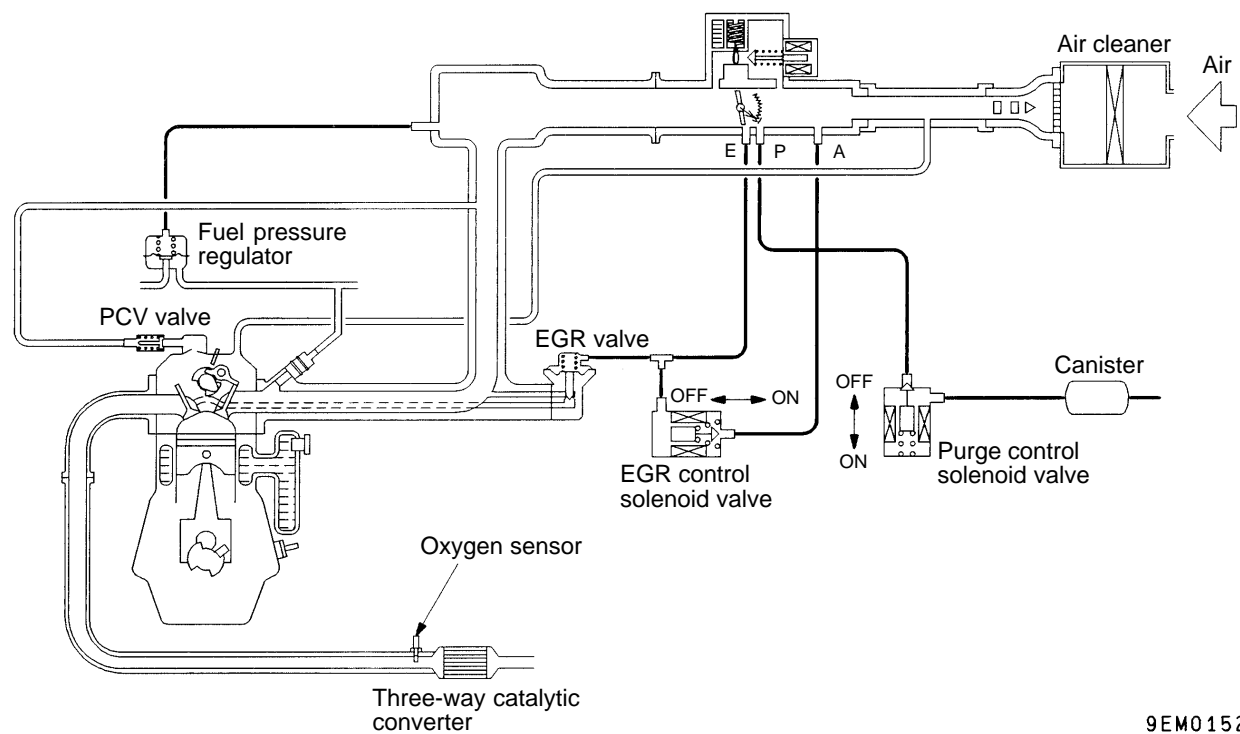 Air cleaner
Air
E
P
A
Fuel pressure
regulator
PCV valve
EGR valve
Canister
OFF
ON
OFF
ON
EGR control
solenoid valve
Purge control
solenoid valve
Oxygen sensor
Three-way catalytic
converter
9EM0152